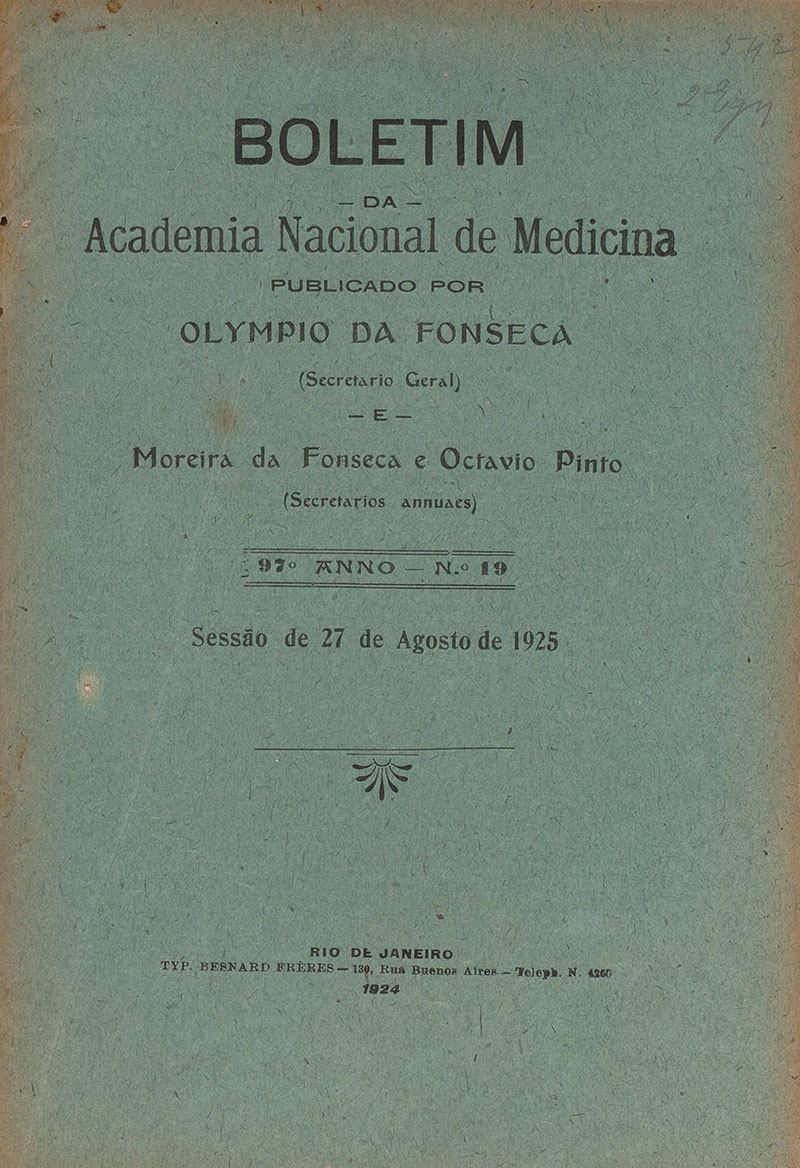 542
BOLETIM
— DA —
Academia Nacional de Medicina
PUBLICADO POR
OLYMPIO DA FONSECA
(Secretario Geral)
— E —
Moreira da Fonseca e Octavio Pinto
(Secretarios annuaes)
97º ANNO — N.º 19
Sessão de 27 de Agosto de 1925
RIO DE JANEIRO
TYP. BESNARD FRÈRES — 130, Rua Buenos Aires — Teleph. N. 4260
1924